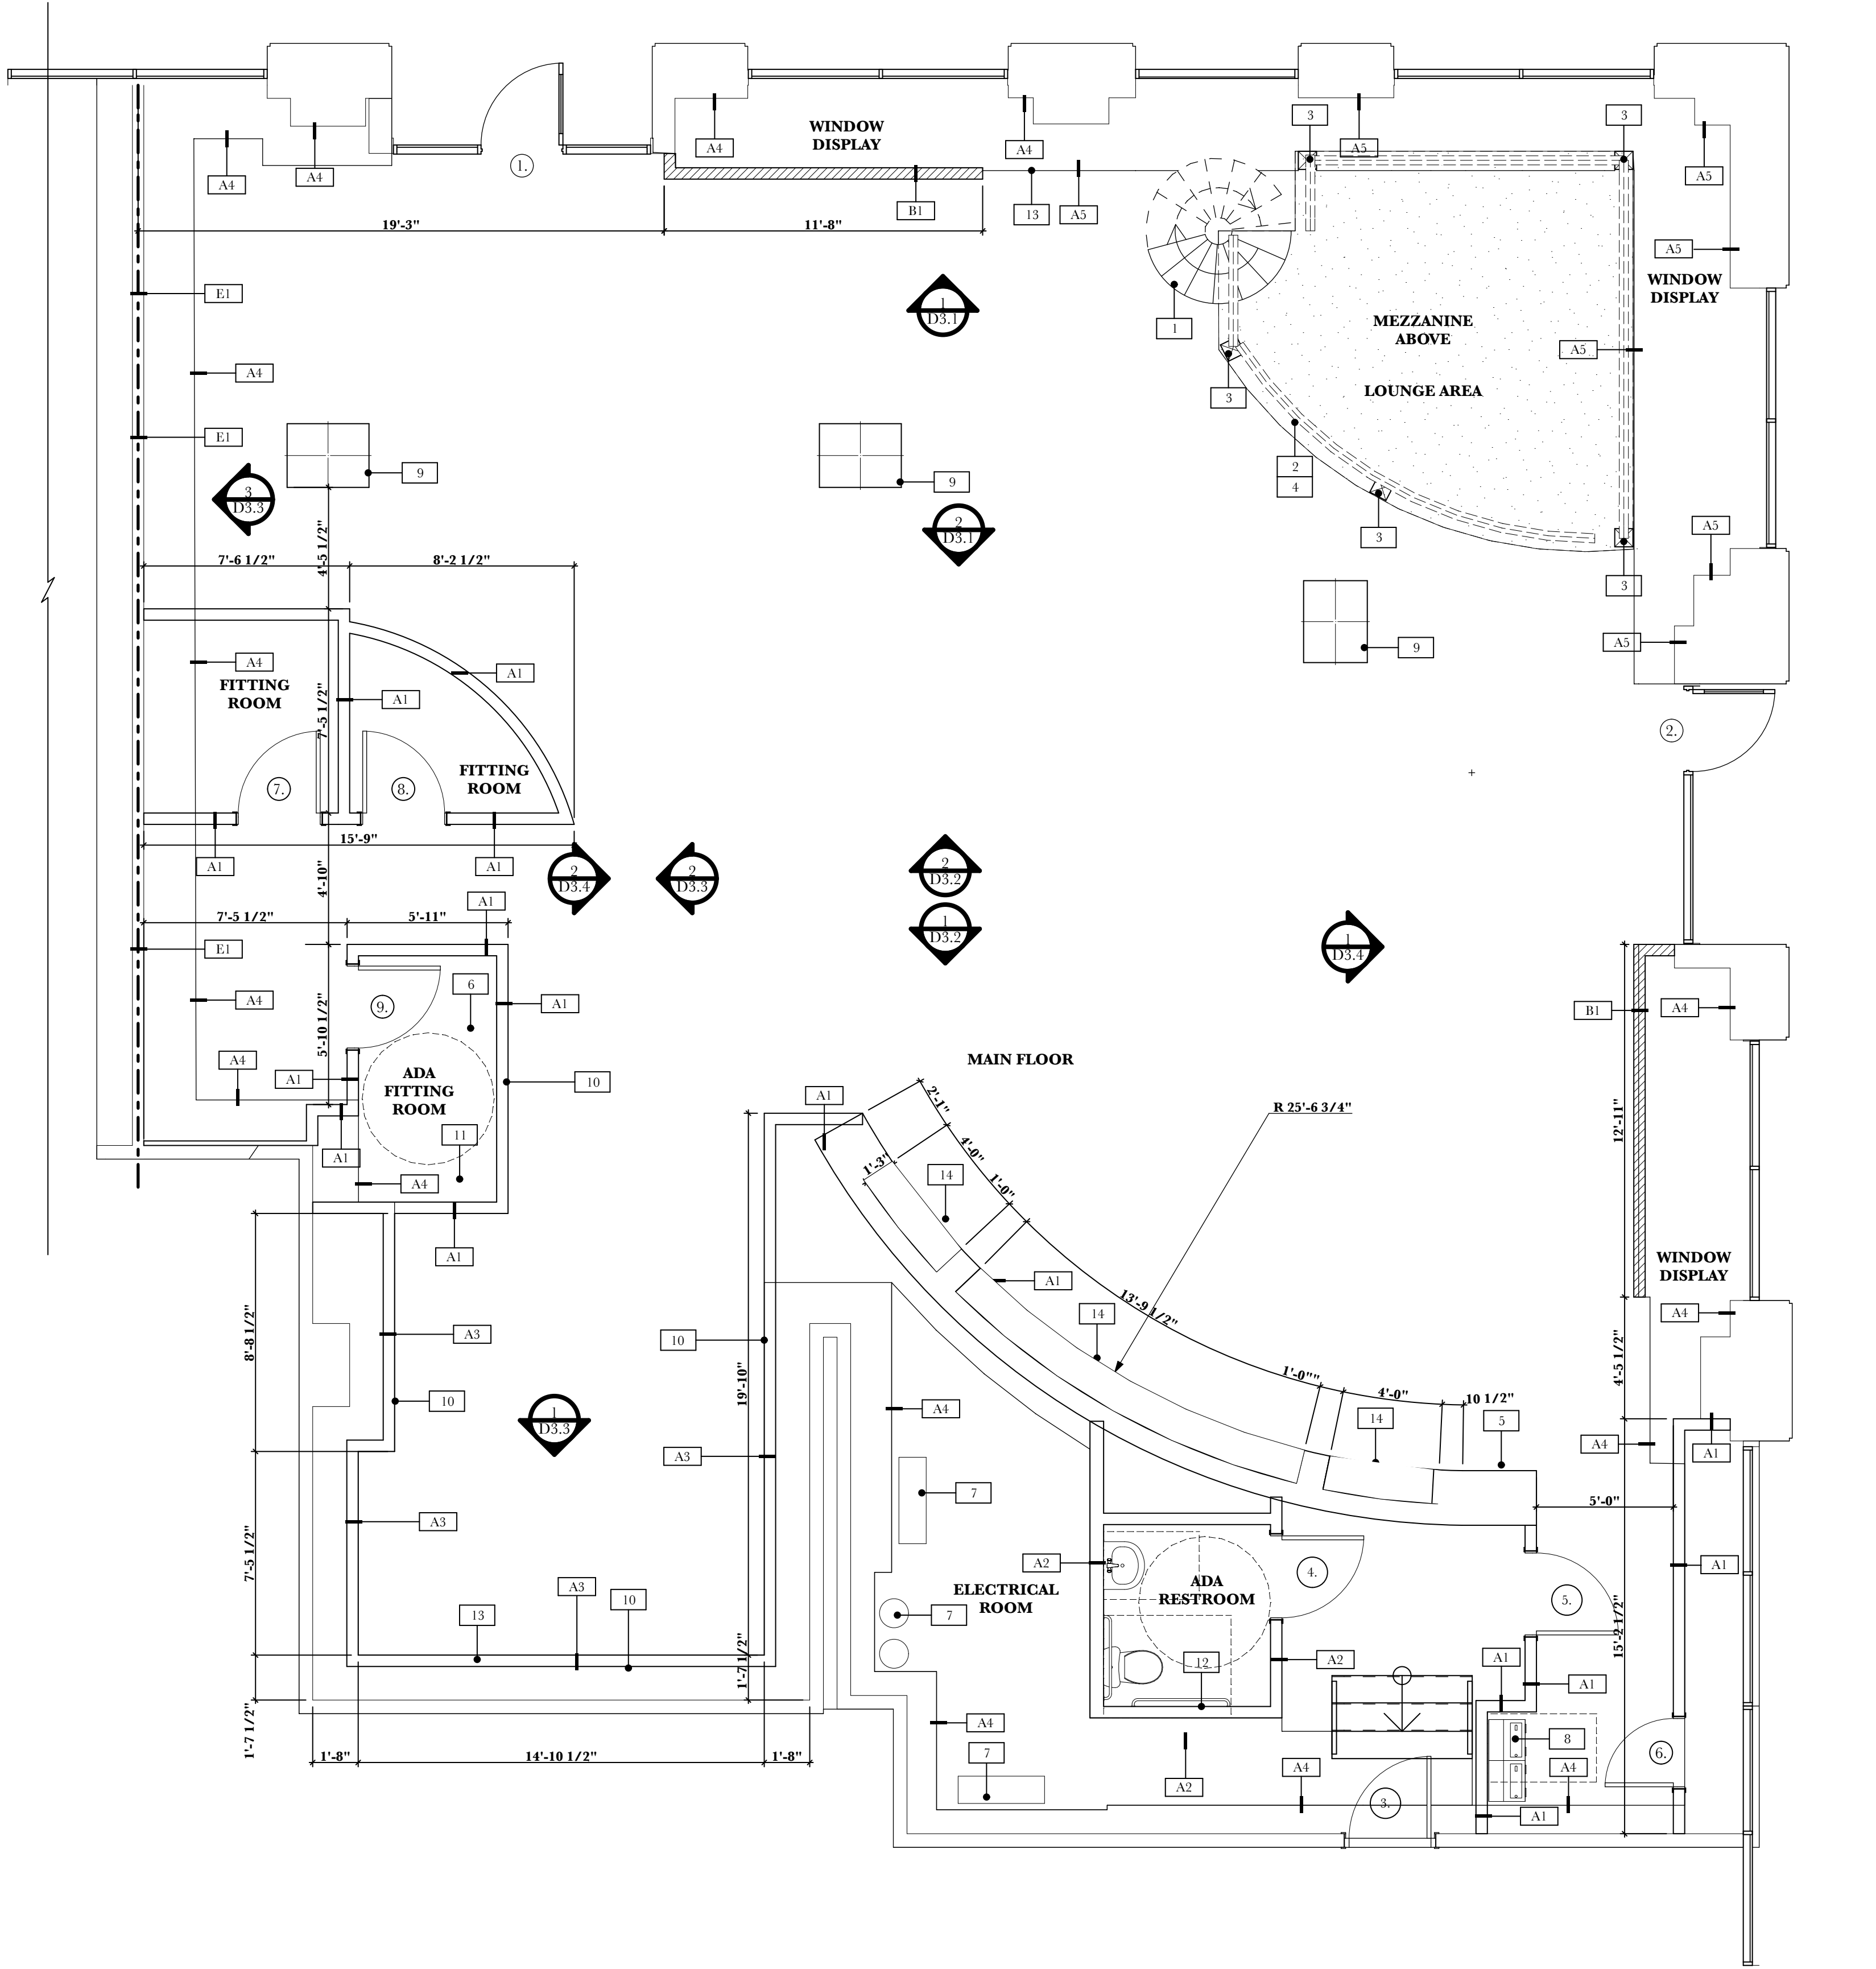 3
3
WINDOW
DISPLAY
A4
A4
A5
A4
A4
A5
1.
B1
13
A5
19'-3"
11'-8"
A5
E1
1
D3.1
WINDOW
DISPLAY
1
MEZZANINE
ABOVE
A5
A4
LOUNGE AREA
3
E1
9
9
2
4
3
D3.3
2
D3.1
3
A5
4'-5 1/2"
7'-6 1/2"
8'-2 1/2"
3
A5
9
A4
FITTING
ROOM
A1
A1
7'-5 1/2"
2.
FITTING
ROOM
7.
8.
15'-9"
A1
A1
4'-10"
2
D3.4
2
D3.3
2
D3.2
A1
7'-5 1/2"
5'-11"
1
D3.2
1
D3.4
E1
6
A4
9.
A1
B1
A4
5'-10 1/2"
MAIN FLOOR
A4
A1
ADA
FITTING
ROOM
10
A1
2'-1"
R 25'-6 3/4"
12'-11"
11
4'-0"
A1
1'-3"
14
1'-0"
A4
A1
A1
WINDOW
DISPLAY
14
13'-9 1/2"
A4
8'-8 1/2"
A3
10
4'-5 1/2"
19'-10"
1'-0""
4'-0"
10 1/2"
10
A4
14
5
1
D3.3
A4
A1
A3
7
5'-0"
A3
7'-5 1/2"
A2
A1
ELECTRICAL
ROOM
ADA
RESTROOM
4.
5.
A3
10
13
7
15'-2 1/2"
1'-7 1/2"
12
A2
A1
A1
1'-7 1/2"
A4
8
6.
1'-8"
14'-10 1/2"
1'-8"
7
A2
A4
A4
3.
A1